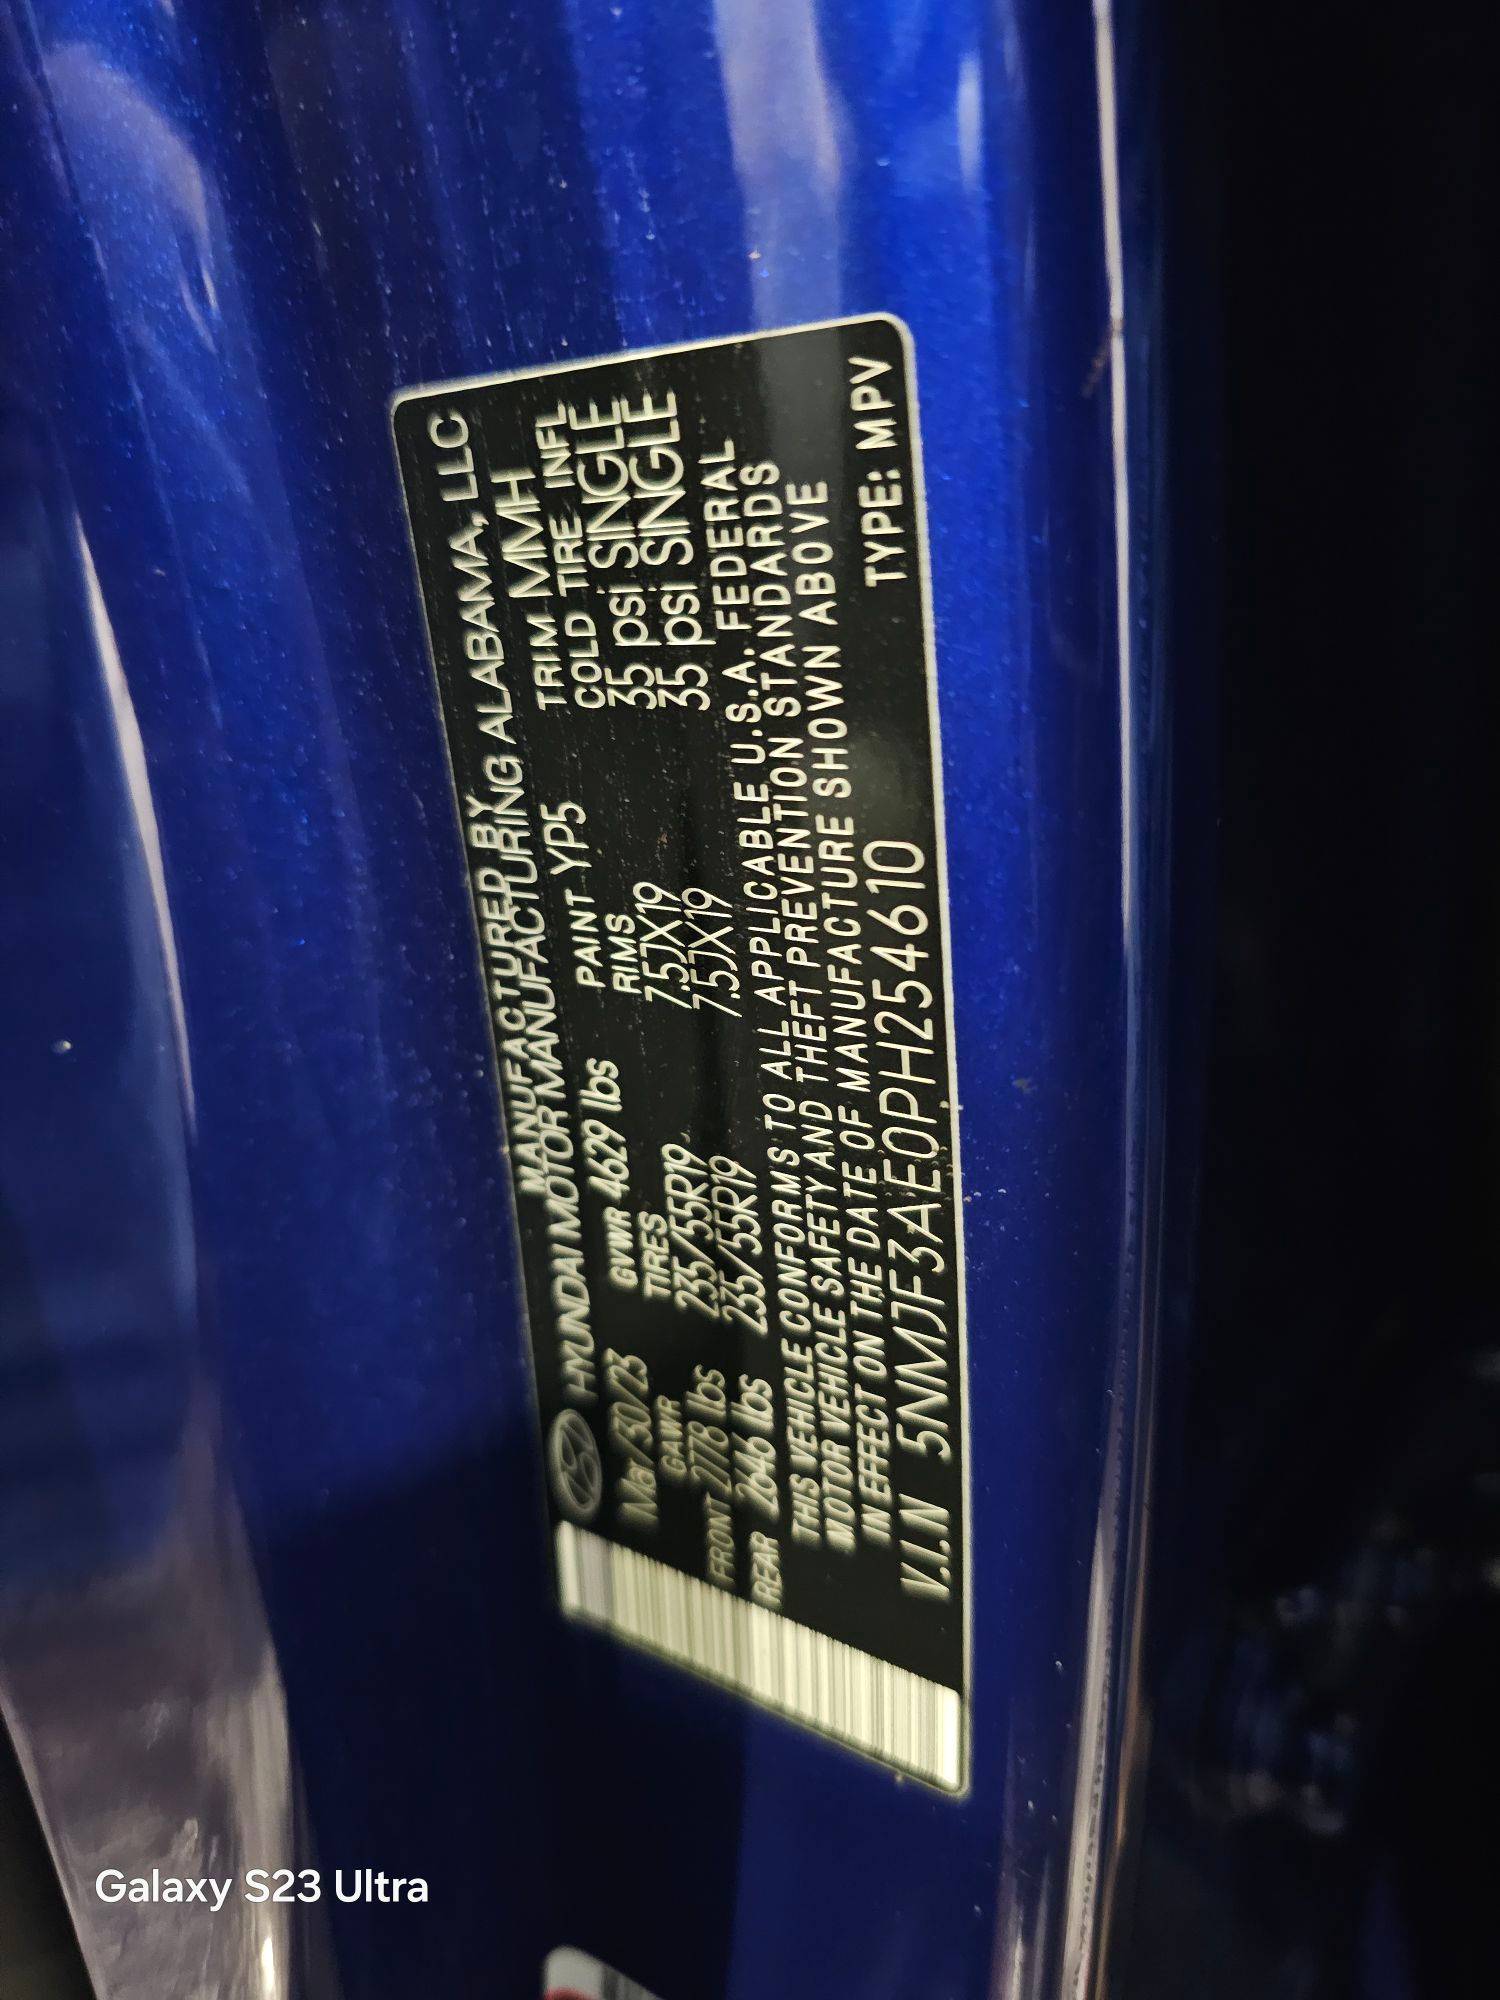 MANUFACTURED BY
HYUNDAI MOTOR MANUFACTURING ALABAMA, LLC
Mar/30/23 GVWR 4629 lbs PAINT YP5 TRIM MMH
GAWR TIRES RIMS COLD TIRE INFL
FRONT 2778 lbs 235/55R19 7.5JX19 35 psi SINGLE
REAR 2646 lbs 235/55R19 7.5JX19 35 psi SINGLE
THIS VEHICLE CONFORMS TO ALL APPLICABLE U.S.A. FEDERAL
MOTOR VEHICLE SAFETY AND THEFT PREVENTION STANDARDS
IN EFFECT ON THE DATE OF MANUFACTURE SHOWN ABOVE
V.I.N 5NMJF3AE0PH254610 TYPE: MPV
Galaxy S23 Ultra